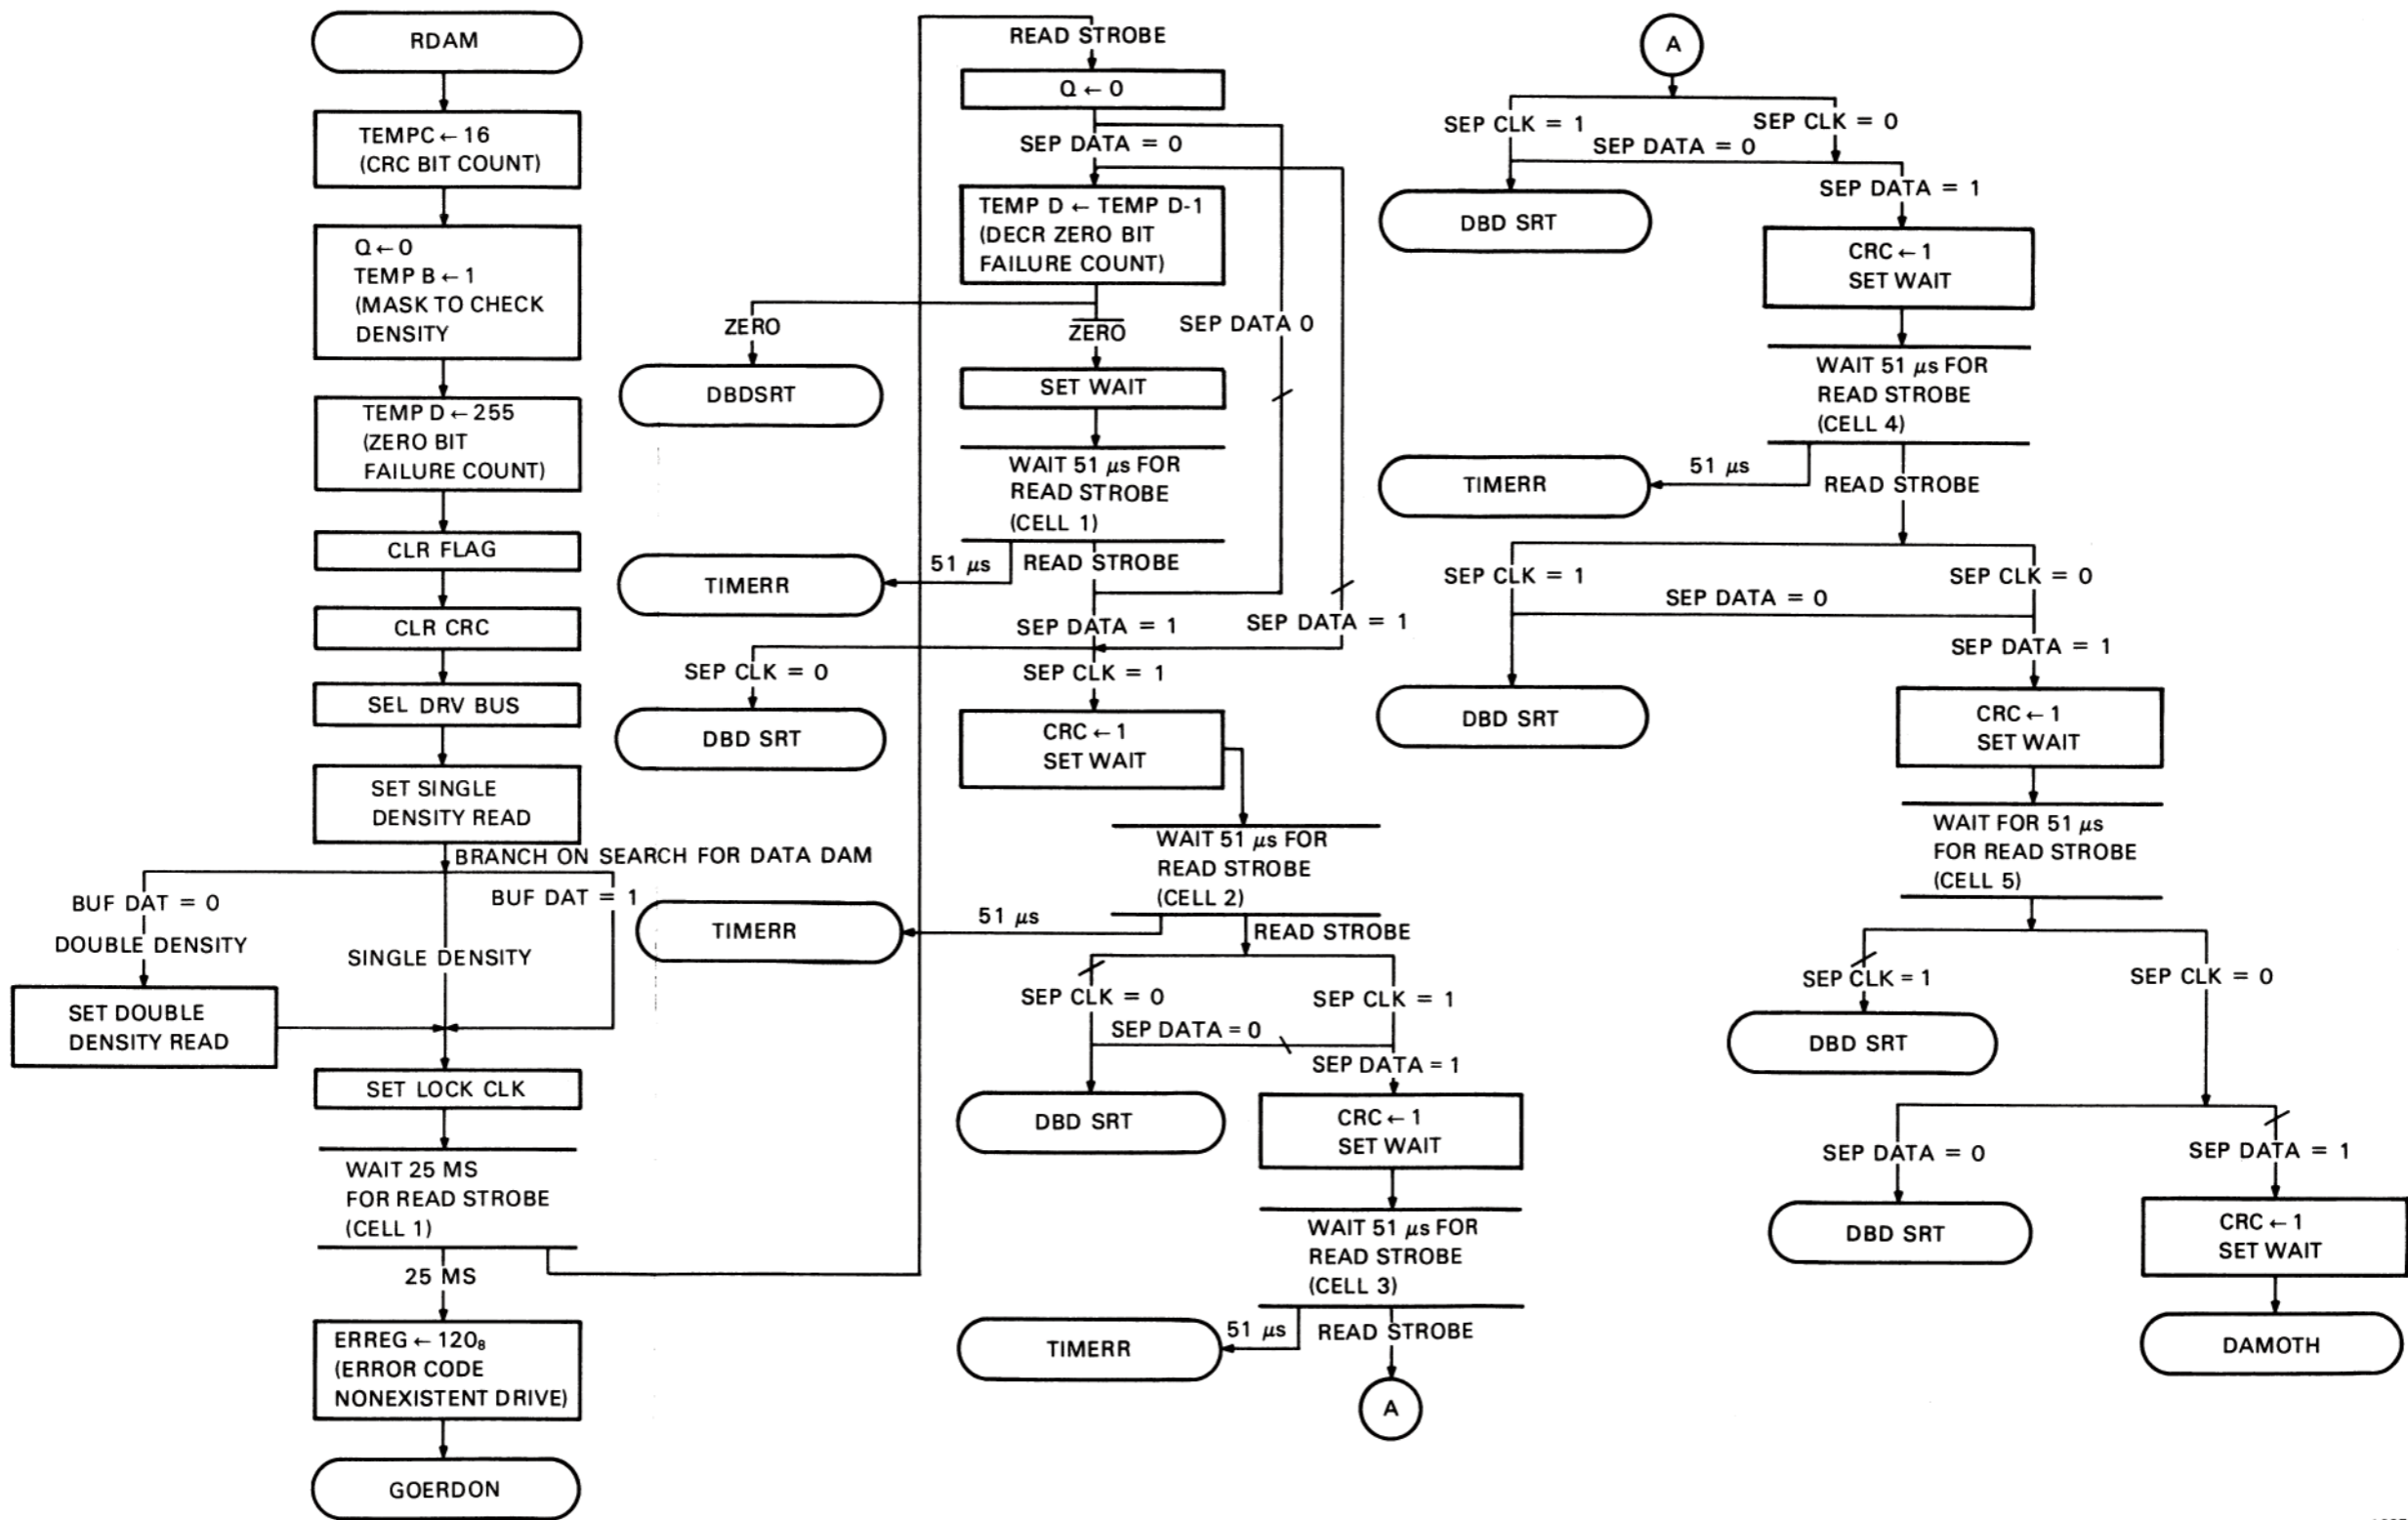 RDAM
TEMPC ← 16
(CRC BIT COUNT)
Q ← 0
TEMP B ← 1
(MASK TO CHECK
DENSITY
TEMP D ← 255
(ZERO BIT
FAILURE COUNT)
CLR FLAG
CLR CRC
SEL DRV BUS
SET SINGLE
DENSITY READ
BRANCH ON SEARCH FOR DATA DAM
BUF DAT = 0
BUF DAT = 1
DOUBLE DENSITY
SINGLE DENSITY
SET DOUBLE
DENSITY READ
SET LOCK CLK
WAIT 25 MS
FOR READ STROBE
(CELL 1)
25 MS
ERREG ← 120₈
(ERROR CODE
NONEXISTENT DRIVE)
GOERDON
READ STROBE
Q ← 0
SEP DATA = 0
TEMP D ← TEMP D-1
(DECR ZERO BIT
FAILURE COUNT)
ZERO
Z̅E̅R̅O̅
SEP DATA 0
DBDSRT
SET WAIT
WAIT 51 μs FOR
READ STROBE
(CELL 1)
51 μs
READ STROBE
TIMERR
SEP DATA = 1
SEP DATA = 1
SEP CLK = 0
SEP CLK = 1
DBD SRT
CRC ← 1
SET WAIT
WAIT 51 μs FOR
READ STROBE
(CELL 2)
51 μs
READ STROBE
TIMERR
SEP CLK = 0
SEP CLK = 1
SEP DATA = 0
SEP DATA = 1
DBD SRT
CRC ← 1
SET WAIT
WAIT 51 μs FOR
READ STROBE
(CELL 3)
51 μs
READ STROBE
TIMERR
A
A
SEP CLK = 1
SEP CLK = 0
SEP DATA = 0
SEP DATA = 1
DBD SRT
CRC ← 1
SET WAIT
WAIT 51 μs FOR
READ STROBE
(CELL 4)
51 μs
READ STROBE
TIMERR
SEP CLK = 1
SEP CLK = 0
SEP DATA = 0
SEP DATA = 1
DBD SRT
CRC ← 1
SET WAIT
WAIT FOR 51 μs
FOR READ STROBE
(CELL 5)
SEP CLK = 1
SEP CLK = 0
DBD SRT
SEP DATA = 0
SEP DATA = 1
DBD SRT
CRC ← 1
SET WAIT
DAMOTH